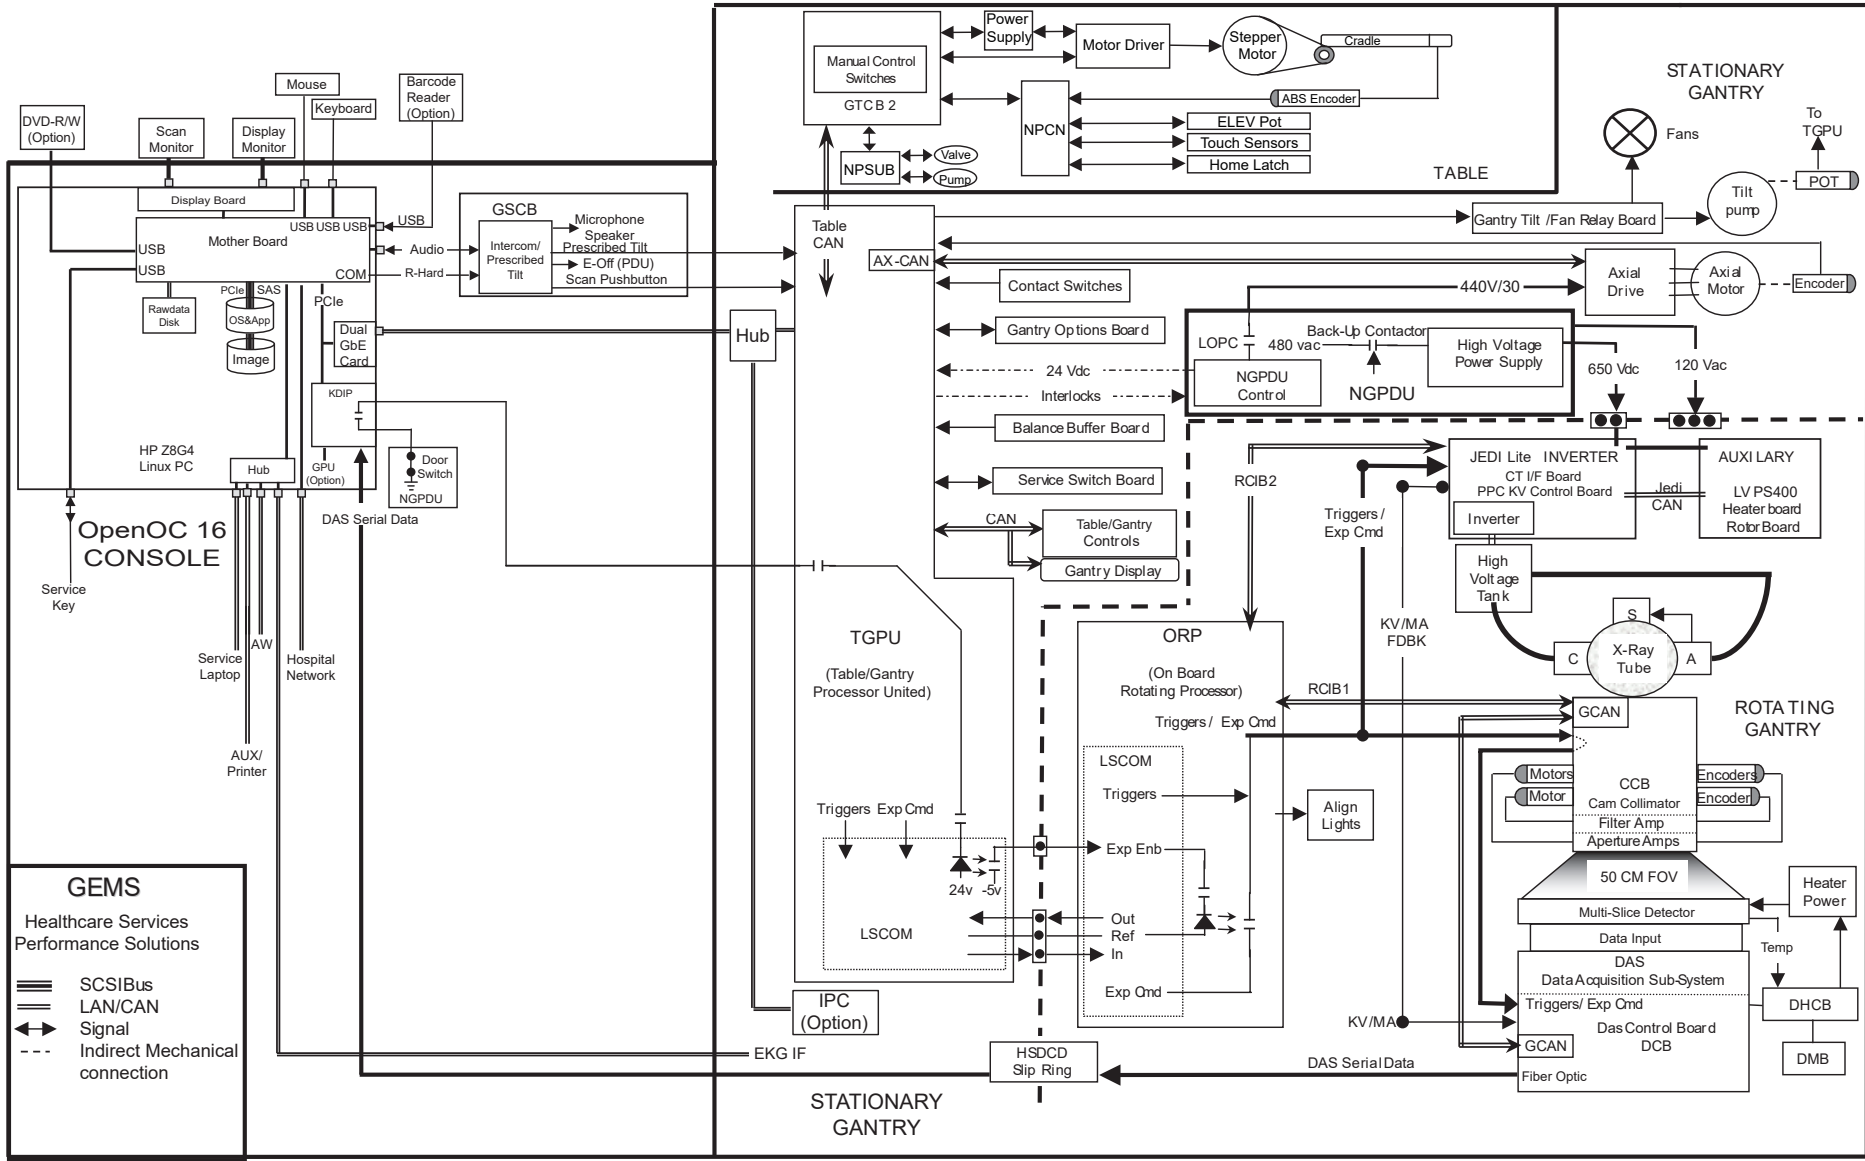 Mouse
Keyboard
Barcode
Reader
(Option)
DVD-R/W
(Option)
Scan
Monitor
Display
Monitor
Display Board
Mother Board
USB USB USB
USB
USB
USB
Audio
COM
R-Hard
PCIe
SAS
PCIe
Rawdata
Disk
OS&App
Image
Dual
GbE
Card
KDIP
HP Z8G4
Linux PC
Hub
GPU
(Option)
Door
Switch
NGPDU
DAS Serial Data
OpenOC 16
CONSOLE
Service
Key
Service
Laptop
AW
Hospital
Network
AUX/
Printer
EKG IF
GSCB
Intercom/
Prescribed
Tilt
Microphone
Speaker
Prescribed Tilt
E-Off (PDU)
Scan Pushbutton
Hub
IPC
(Option)
GEMS
Healthcare Services
Performance Solutions
SCSIBus
LAN/CAN
Signal
Indirect Mechanical
connection
Manual Control
Switches
GTCB 2
Power
Supply
Motor Driver
Stepper
Motor
Cradle
ABS Encoder
NPCN
ELEV Pot
Touch Sensors
Home Latch
NPSUB
Valve
Pump
TABLE
STATIONARY
GANTRY
Fans
To
TGPU
POT
Tilt
pump
Gantry Tilt /Fan Relay Board
Table
CAN
AX-CAN
Axial
Drive
Axial
Motor
Encoder
Contact Switches
440V/30
Gantry Options Board
24 Vdc
Interlocks
Balance Buffer Board
Service Switch Board
CAN
Table/Gantry
Controls
Gantry Display
LOPC
480 vac
Back-Up Contactor
High Voltage
Power Supply
NGPDU
Control
NGPDU
650 Vdc
120 Vac
RCIB2
Triggers /
Exp Cmd
JEDI Lite INVERTER
CT I/F Board
PPC KV Control Board
Inverter
Jedi
CAN
AUXILARY
LV PS400
Heater board
Rotor Board
High
Voltage
Tank
KV/MA
FDBK
S
C
X-Ray
Tube
A
TGPU
(Table/Gantry
Processor United)
Triggers Exp Cmd
24v -5v
LSCOM
ORP
(On Board
Rotating Processor)
Triggers / Exp Cmd
LSCOM
Triggers
Exp Enb
Out
Ref
In
Exp Cmd
RCIB1
Align
Lights
GCAN
ROTATING
GANTRY
Motors
Motor
Encoders
Encoder
CCB
Cam Collimator
Filter Amp
Aperture Amps
50 CM FOV
Heater
Power
Multi-Slice Detector
Data Input
Temp
DAS
Data Acquisition Sub-System
Triggers/ Exp Cmd
DHCB
KV/MA
Das Control Board
DCB
GCAN
DMB
Fiber Optic
DAS Serial Data
HSDCD
Slip Ring
STATIONARY
GANTRY